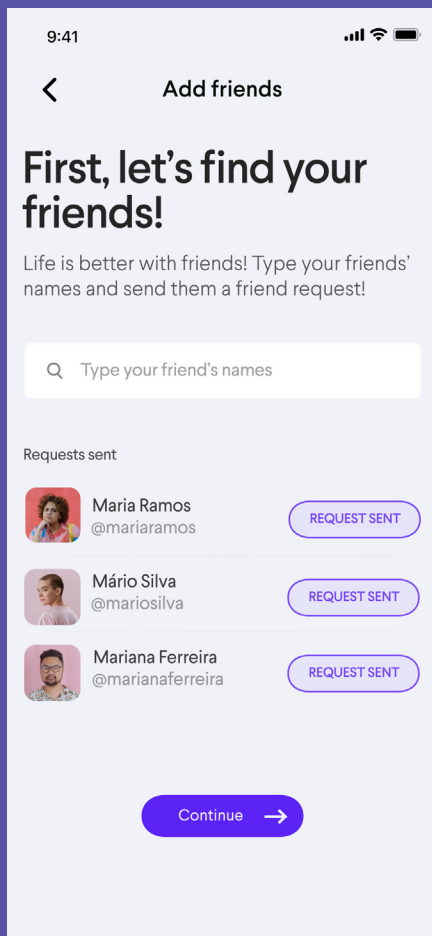 9:41
Add friends
First, let’s find your
friends!
Life is better with friends! Type your friends’
names and send them a friend request!
Type your friend’s names
Requests sent
Maria Ramos
@mariaramos
REQUEST SENT
Mário Silva
@mariosilva
REQUEST SENT
Mariana Ferreira
@marianaferreira
REQUEST SENT
Continue